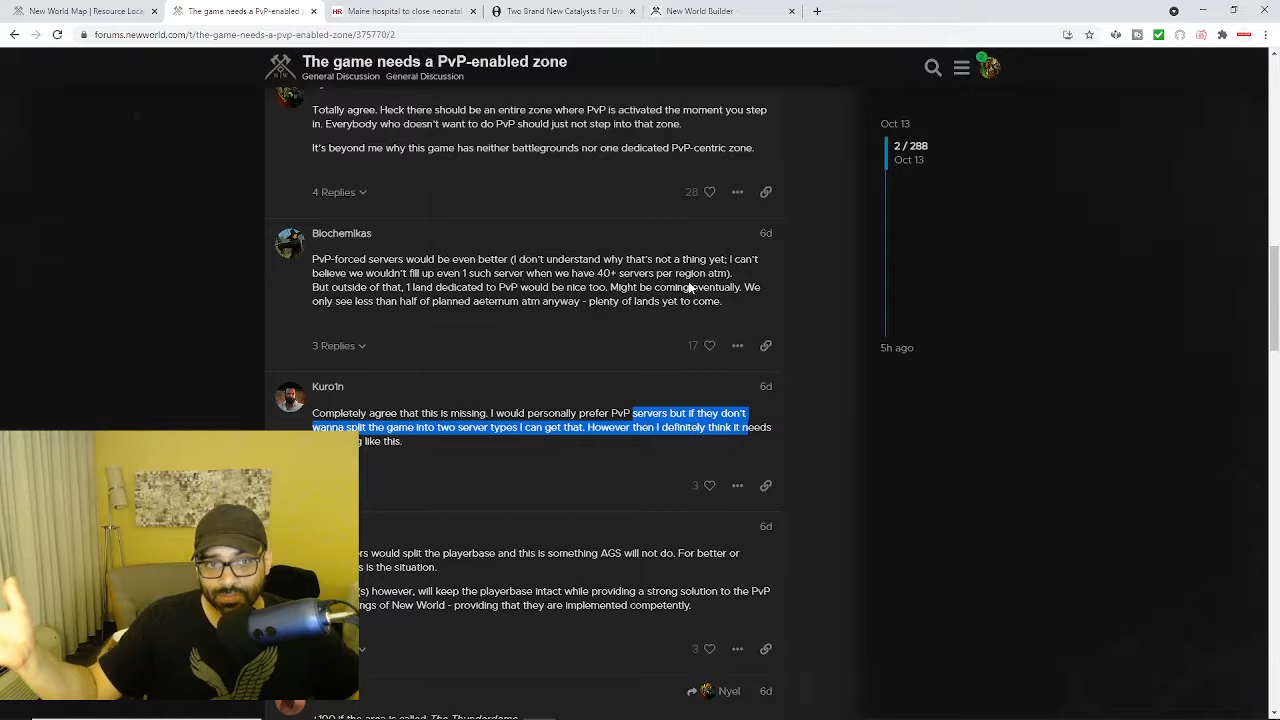 New World Map | Resource Loca
The game needs a PvP-enabled z
Maine hospital to close neonatal
Two Brand New Catalysts For Ura
New World Builder
forums.newworld.com/t/the-game-needs-a-pvp-enabled-zone/375770/2
The game needs a PvP-enabled zone
General Discussion General Discussion
Totally agree. Heck there should be an entire zone where PvP is activated the moment you step
in. Everybody who doesn't want to do PvP should just not step into that zone.
It's beyond me why this game has neither battlegrounds nor one dedicated PvP-centric zone.
4 Replies
28
Oct 13
2 / 288
Oct 13
5h ago
Blochemikas
6d
PvP-forced servers would be even better (I don't understand why that's not a thing yet; I can't
believe we wouldn't fill up even 1 such server when we have 40+ servers per region atm).
But outside of that, 1 land dedicated to PvP would be nice too. Might be coming eventually. We
only see less than half of planned aeternum atm anyway - plenty of lands yet to come.
3 Replies
17
Kuro1n
6d
Completely agree that this is missing. I would personally prefer PvP servers but if they don't
wanna split the game into two server types I can get that. However then I definitely think it needs
like this.
3
6d
would split the playerbase and this is something AGS will not do. For better or
is the situation.
however, will keep the playerbase intact while providing a strong solution to the PvP
of New World - providing that they are implemented competently.
3
Nyel
6d
+100 if the area is called The Thunderdome